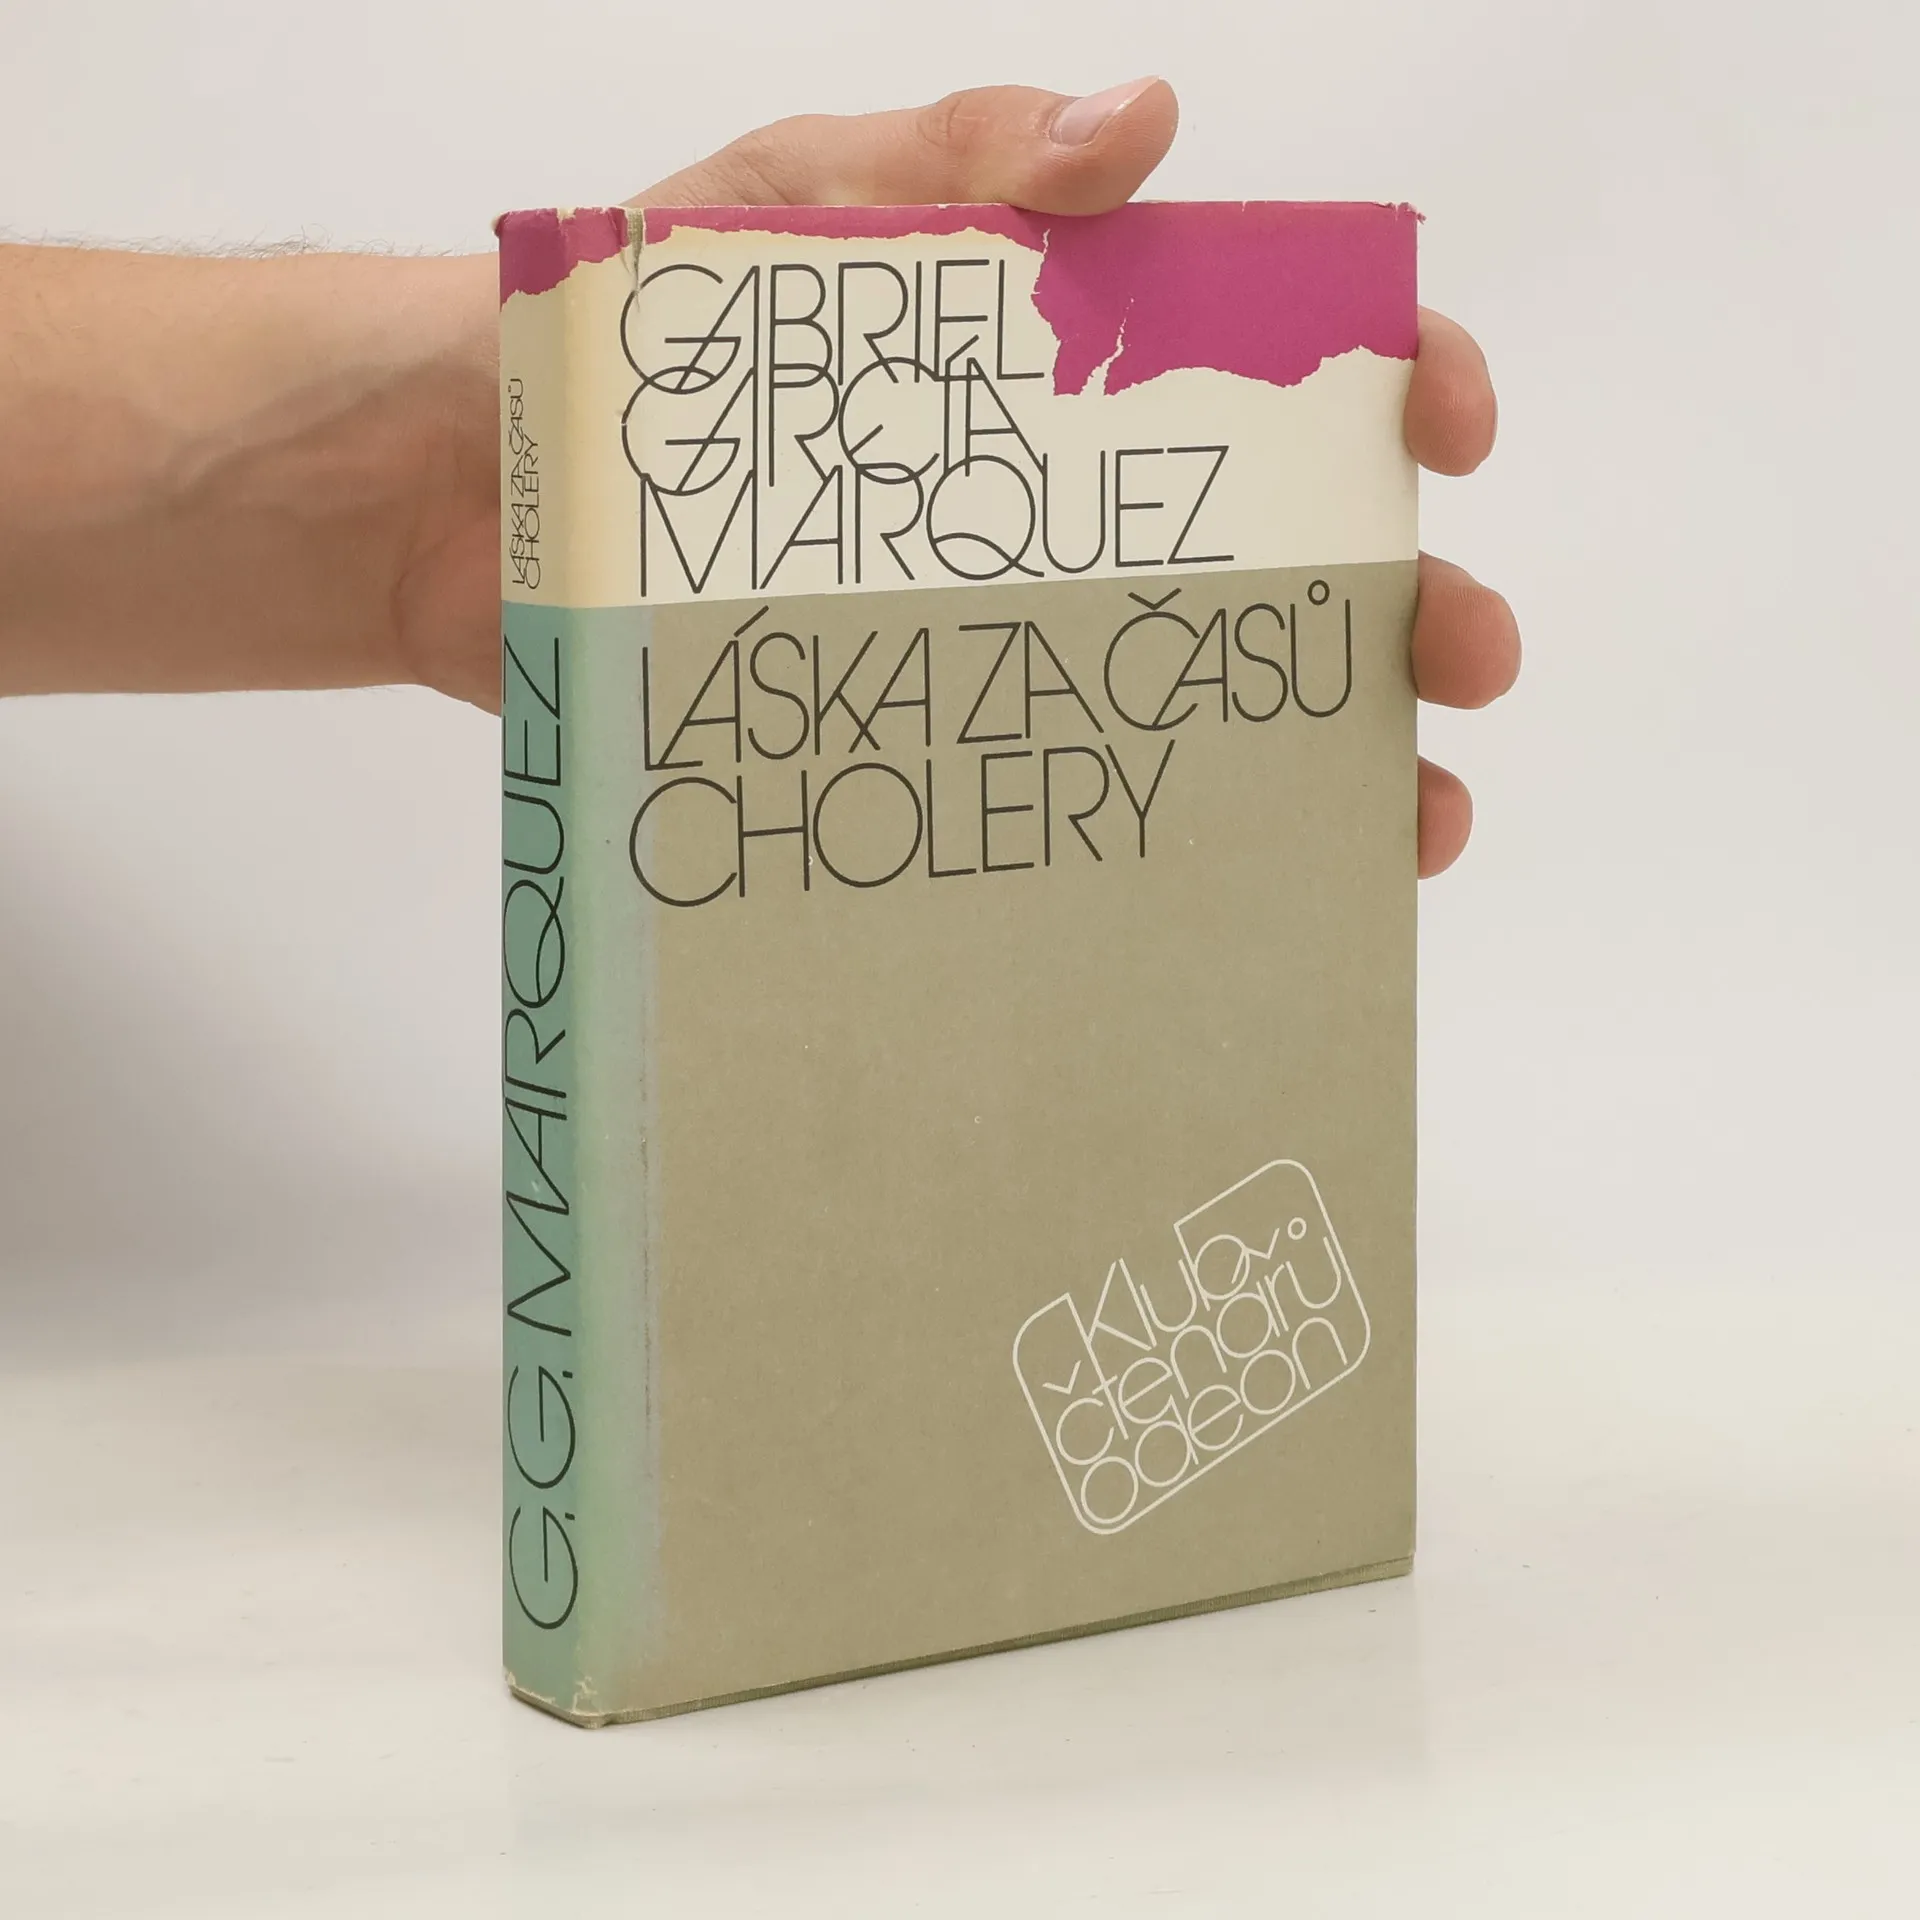 GABRIEL
GARCÍA
MARQUEZ
LÁSKA ZA ČASŮ
CHOLERY
klub
čtenářů
odeon
LÁSKA ZA ČASŮ
CHOLERY
G. G. MARQUEZ